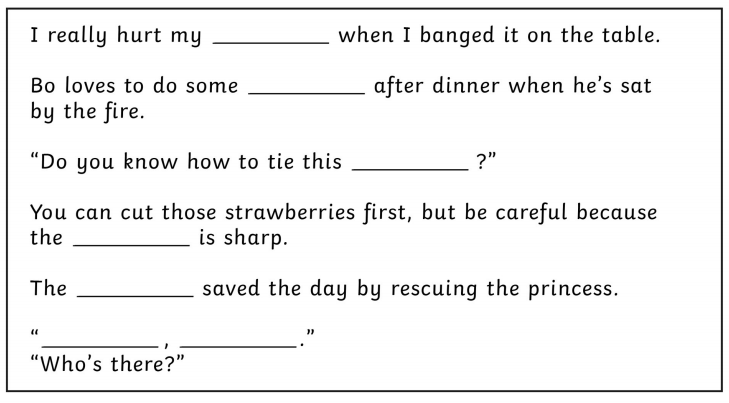 I really hurt my __________ when I banged it on the table.
Bo loves to do some __________ after dinner when he’s sat
by the fire.
“Do you know how to tie this __________ ?”
You can cut those strawberries first, but be careful because
the __________ is sharp.
The __________ saved the day by rescuing the princess.
“__________ , __________.”
“Who’s there?”